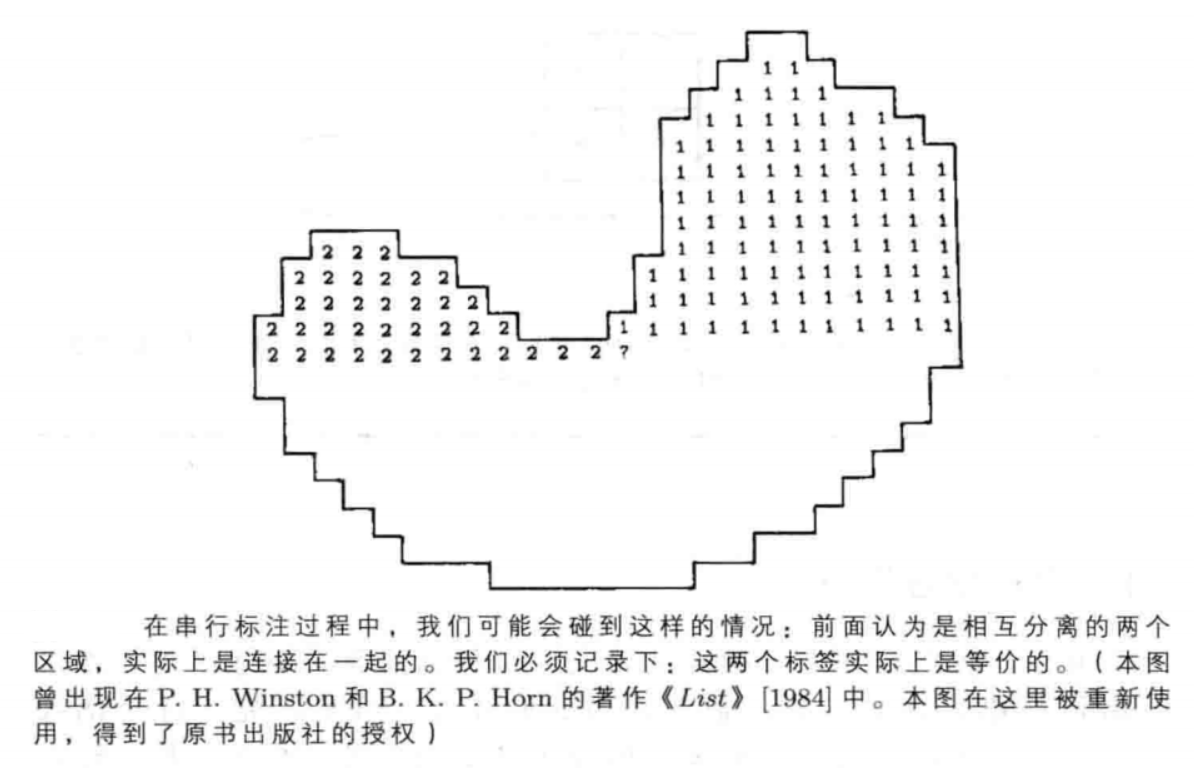 1 1
1 1 1 1
1 1 1 1 1 1 1
1 1 1 1 1 1 1 1 1
1 1 1 1 1 1 1 1 1 1
1 1 1 1 1 1 1 1 1 1
1 1 1 1 1 1 1 1 1 1
2 2 2 1 1 1 1 1 1 1 1 1 1
2 2 2 2 2 2 1 1 1 1 1 1 1 1 1 1 1
2 2 2 2 2 2 2 1 1 1 1 1 1 1 1 1 1 1
2 2 2 2 2 2 2 2 2 1 1 1 1 1 1 1 1 1 1 1 1
2 2 2 2 2 2 2 2 2 2 2 2 ?
在串行标注过程中，我们可能会碰到这样的情况：前面认为是相互分离的两个
区域，实际上是连接在一起的。我们必须记录下：这两个标签实际上是等价的。（本图
曾出现在 P. H. Winston 和 B. K. P. Horn 的著作《List》[1984] 中。本图在这里被重新使
用，得到了原书出版社的授权）